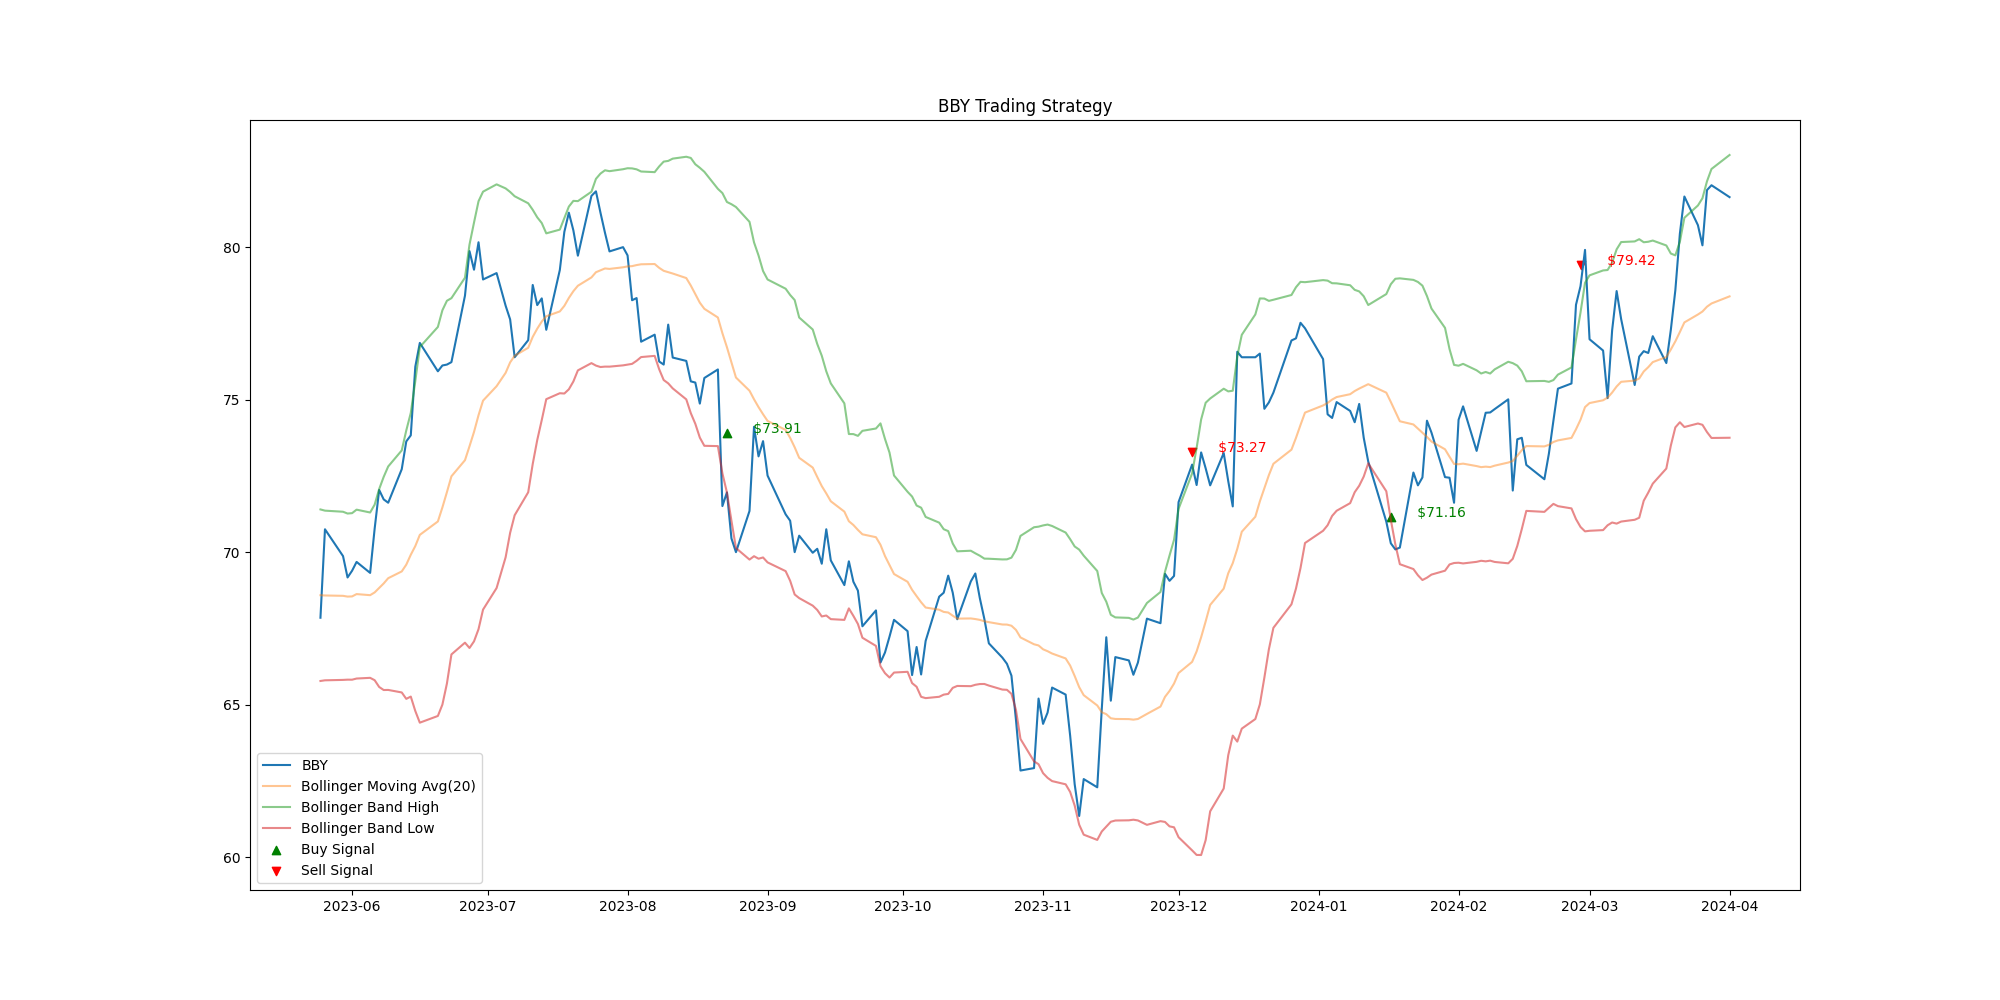 BBY Trading Strategy
80
75
70
65
60
$73.91
$73.27
$71.16
$79.42
BBY
Bollinger Moving Avg(20)
Bollinger Band High
Bollinger Band Low
Buy Signal
Sell Signal
2023-06 2023-07 2023-08 2023-09 2023-10 2023-11 2023-12 2024-01 2024-02 2024-03 2024-04